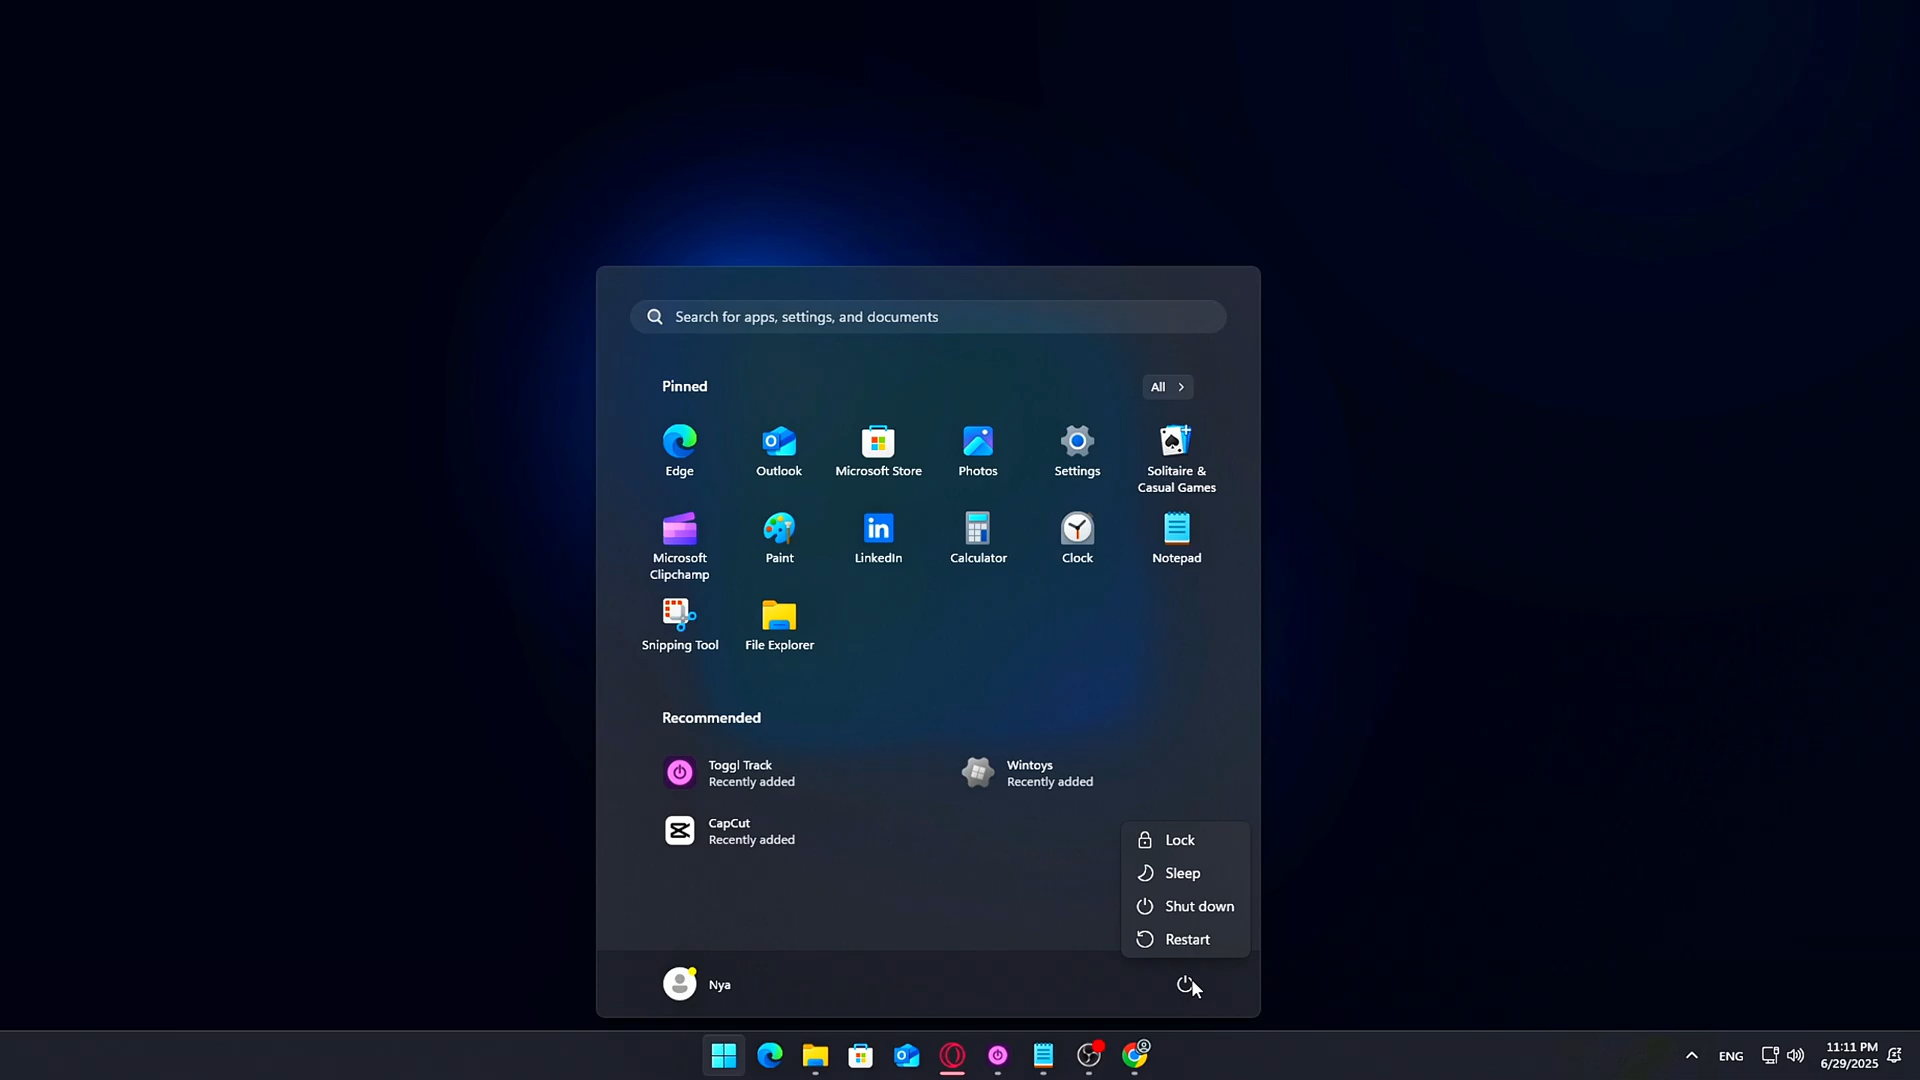 Search for apps, settings, and documents
Pinned
All
Edge
Outlook
Microsoft Store
Photos
Settings
Solitaire &
Casual Games
Microsoft
Clipchamp
Paint
LinkedIn
Calculator
Clock
Notepad
Snipping Tool
File Explorer
Recommended
Toggl Track
Recently added
Wintoys
Recently added
CapCut
Recently added
Lock
Sleep
Shut down
Restart
Nya
ENG
11:11 PM
6/29/2025